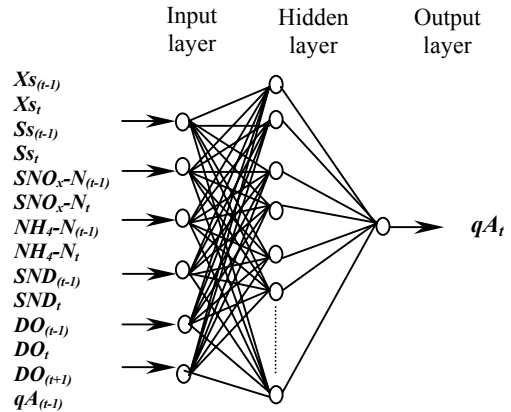 Input layer
Hidden layer
Output layer
Xs(t-1)
Xst
Ss(t-1)
Sst
SNOx-N(t-1)
SNOx-Nt
NH4-N(t-1)
NH4-Nt
SND(t-1)
SNDt
DO(t-1)
DOt
DO(t+1)
qA(t-1)
qAt